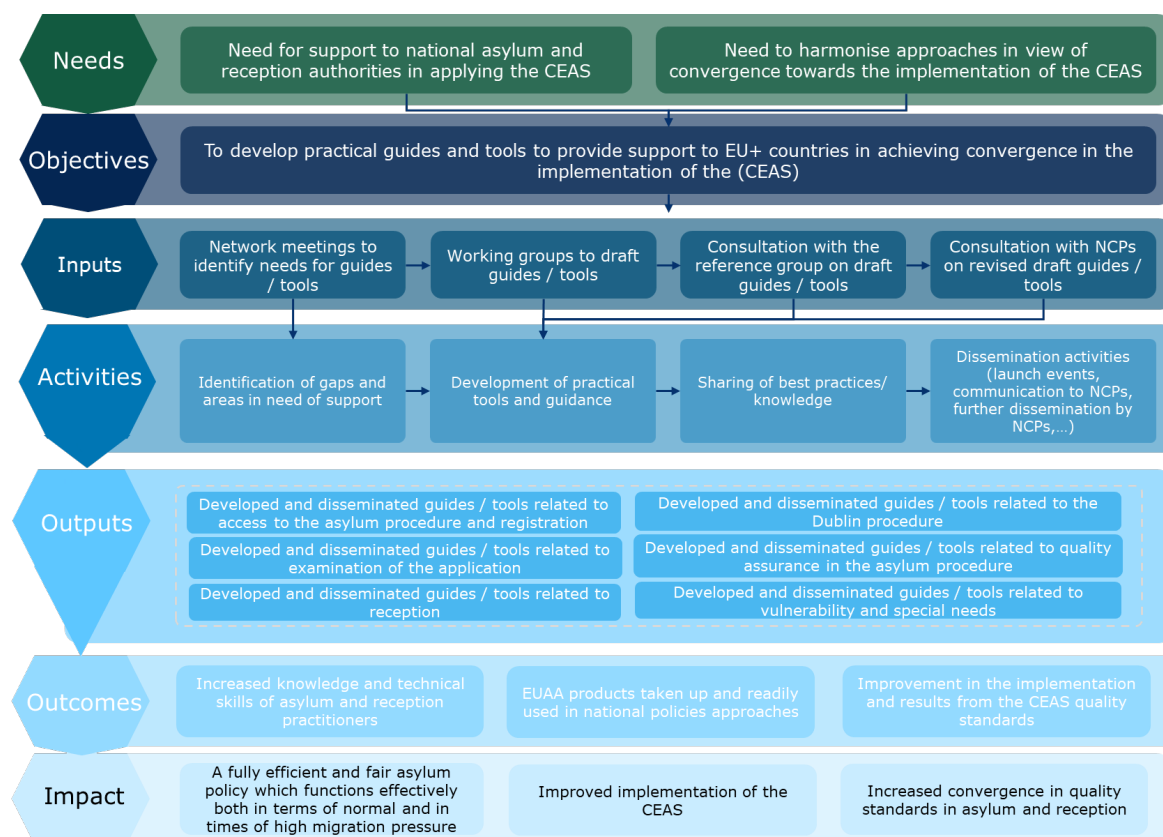 Needs
Need for support to national asylum and
reception authorities in applying the CEAS
Need to harmonise approaches in view of
convergence towards the implementation of the CEAS
Objectives
To develop practical guides and tools to provide support to EU+ countries in achieving convergence in the
implementation of the (CEAS)
Inputs
Network meetings to
identify needs for guides
/ tools
Working groups to draft
guides / tools
Consultation with the
reference group on draft
guides / tools
Consultation with NCPs
on revised draft guides /
tools
Activities
Identification of gaps and
areas in need of support
Development of practical
tools and guidance
Sharing of best practices/
knowledge
Dissemination activities
(launch events,
communication to NCPs,
further dissemination by
NCPs,...)
Outputs
Developed and disseminated guides / tools related to
access to the asylum procedure and registration
Developed and disseminated guides / tools related to the
Dublin procedure
Developed and disseminated guides / tools related to
examination of the application
Developed and disseminated guides / tools related to quality
assurance in the asylum procedure
Developed and disseminated guides / tools related to
reception
Developed and disseminated guides / tools related to
vulnerability and special needs
Outcomes
Increased knowledge and technical
skills of asylum and reception
practitioners
EUAA products taken up and readily
used in national policies approaches
Improvement in the implementation
and results from the CEAS quality
standards
Impact
A fully efficient and fair asylum
policy which functions effectively
both in terms of normal and in
times of high migration pressure
Improved implementation of the
CEAS
Increased convergence in quality
standards in asylum and reception